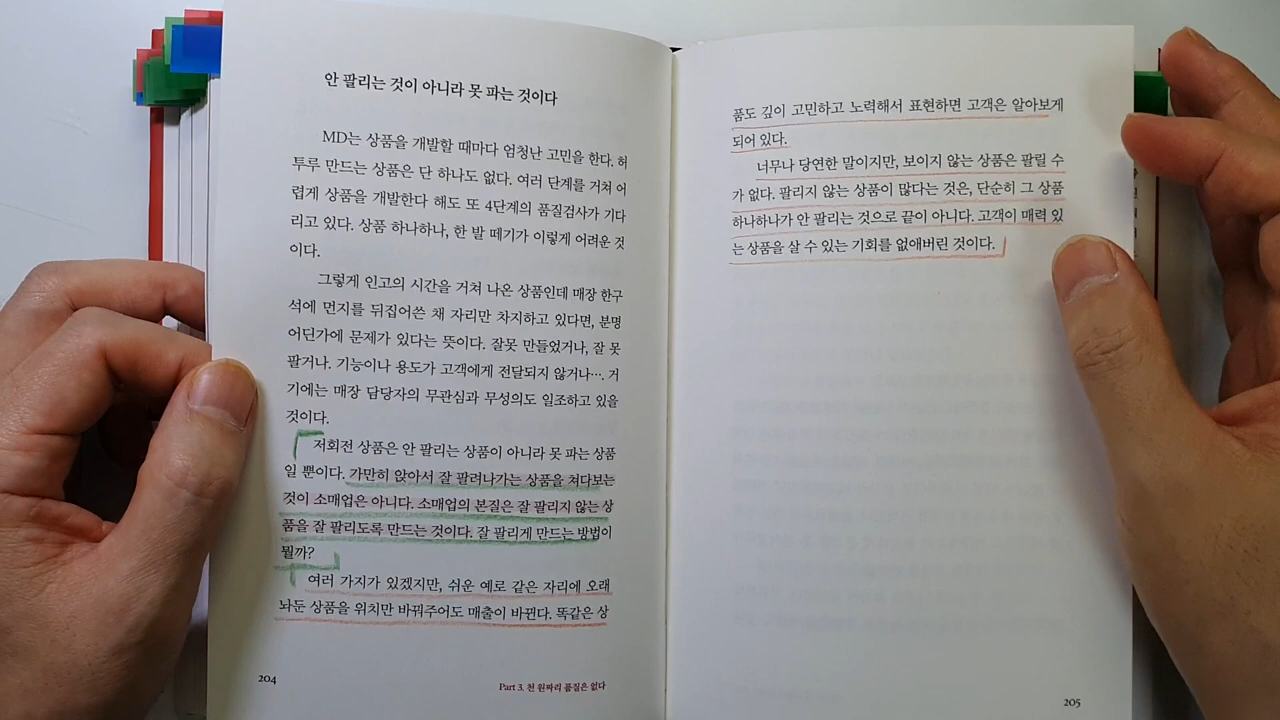 안 팔리는 것이 아니라 못 파는 것이다
MD는 상품을 개발할 때마다 엄청난 고민을 한다. 허
투루 만드는 상품은 단 하나도 없다. 여러 단계를 거쳐 어
렵게 상품을 개발한다 해도 또 4단계의 품질검사가 기다
리고 있다. 상품 하나하나, 한 발 떼기가 이렇게 어려운 것
이다.
그렇게 인고의 시간을 거쳐 나온 상품인데 매장 한구
석에 먼지를 뒤집어쓴 채 자리만 차지하고 있다면, 분명
어딘가에 문제가 있다는 뜻이다. 잘못 만들었거나, 잘 못
팔거나. 기능이나 용도가 고객에게 전달되지 않거나…. 거
기에는 매장 담당자의 무관심과 무성의도 일조하고 있을
것이다.
저회전 상품은 안 팔리는 상품이 아니라 못 파는 상품
일 뿐이다. 가만히 앉아서 잘 팔려나가는 상품을 쳐다보는
것이 소매업은 아니다. 소매업의 본질은 잘 팔리지 않는 상
품을 잘 팔리도록 만드는 것이다. 잘 팔리게 만드는 방법이
뭘까?
여러 가지가 있겠지만, 쉬운 예로 같은 자리에 오래
놔둔 상품을 위치만 바꿔주어도 매출이 바뀐다. 똑같은 상
204
Part 3. 천 원짜리 품질은 없다
품도 깊이 고민하고 노력해서 표현하면 고객은 알아보게
되어 있다.
너무나 당연한 말이지만, 보이지 않는 상품은 팔릴 수
가 없다. 팔리지 않는 상품이 많다는 것은, 단순히 그 상품
하나하나가 안 팔리는 것으로 끝이 아니다. 고객이 매력 있
는 상품을 살 수 있는 기회를 없애버린 것이다.
205